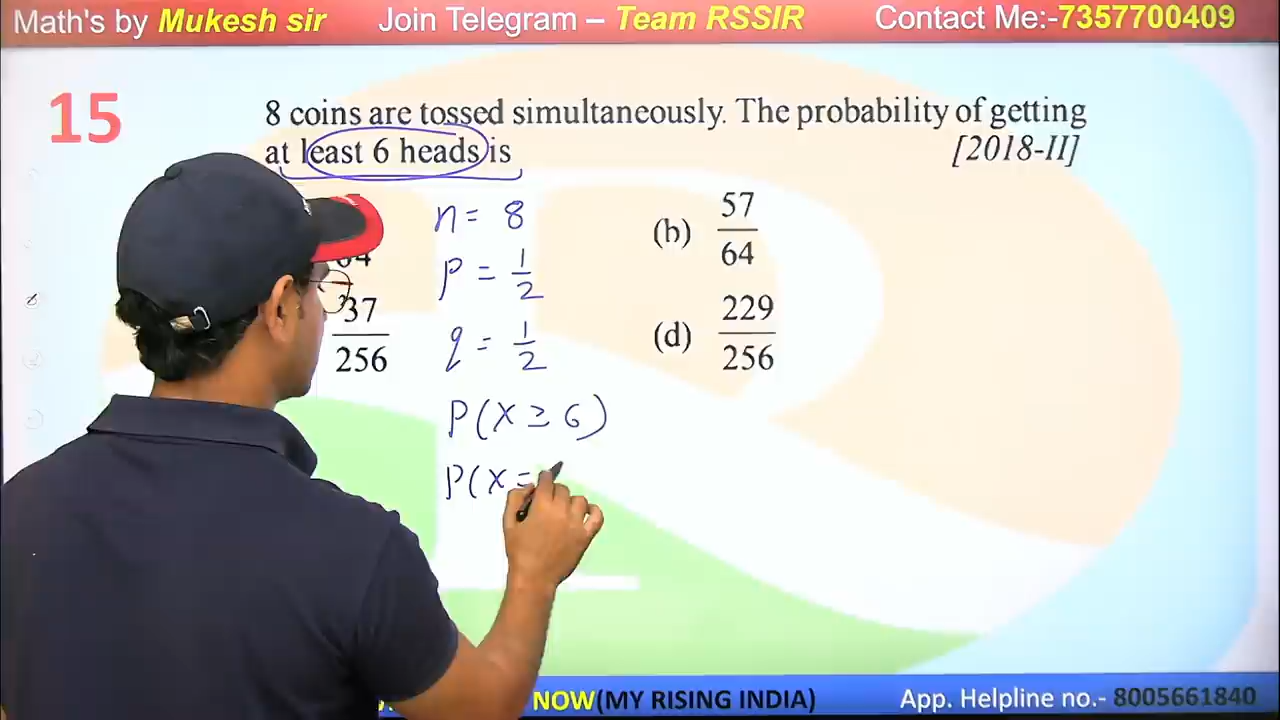 Math's by Mukesh sir Join Telegram – Team RSSIR Contact Me:-7357700409
15
8 coins are tossed simultaneously. The probability of getting
at least 6 heads is [2018-II]
n = 8
(b) 57/64
p = 1/2
37/256
q = 1/2
(d) 229/256
P(X ≥ 6)
P(X =
NOW(MY RISING INDIA) App. Helpline no.- 8005661840